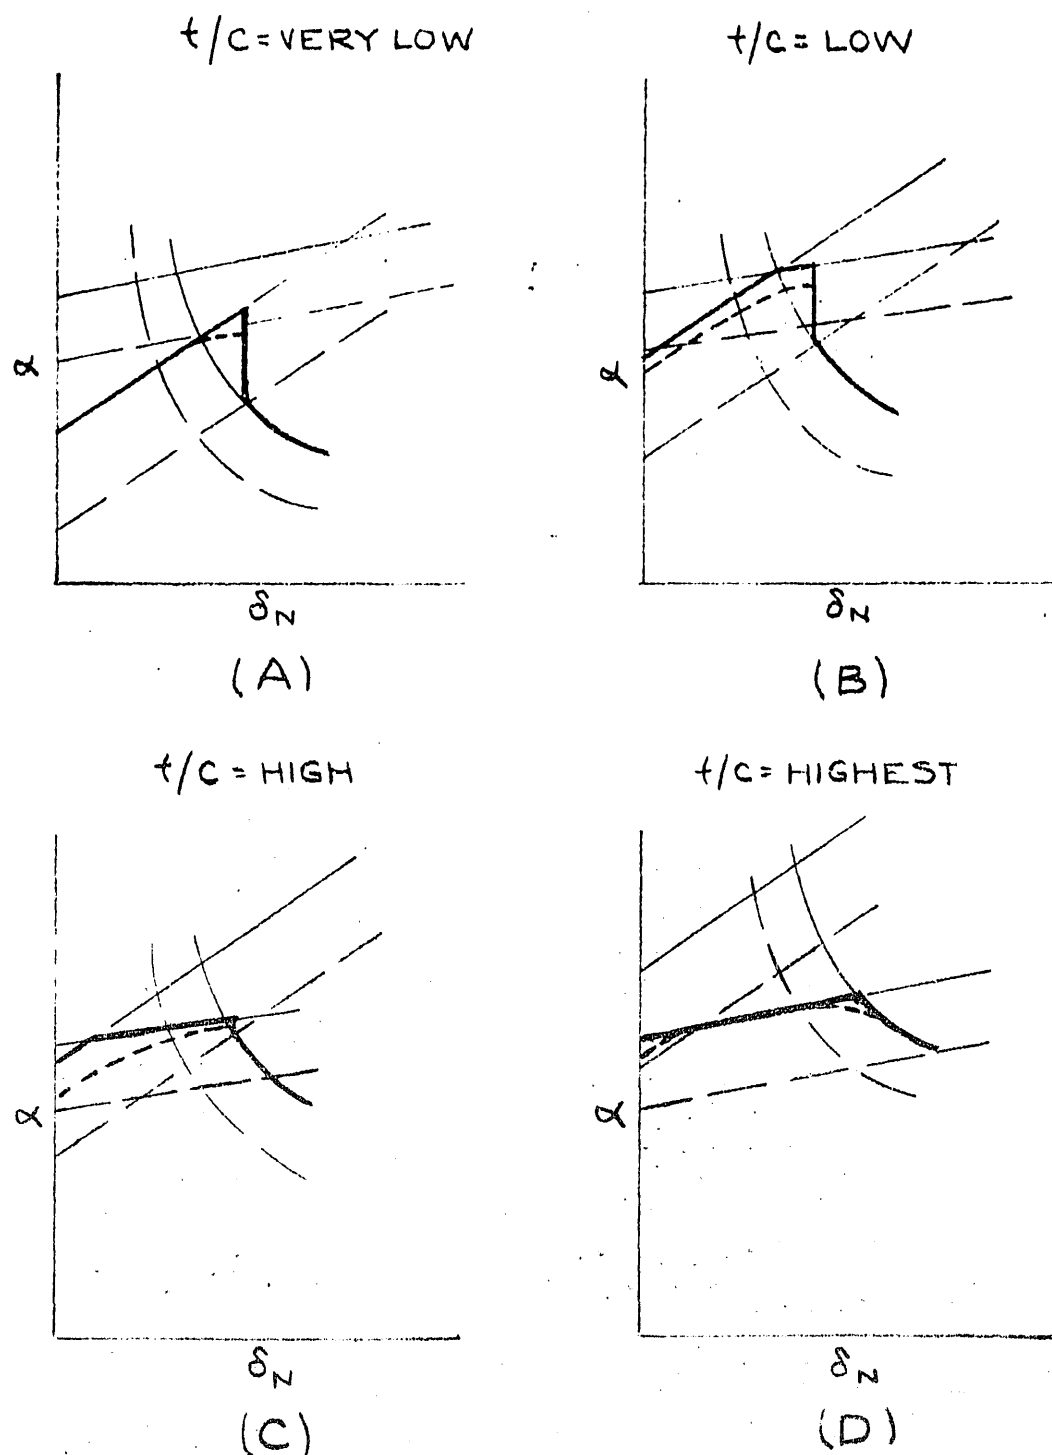 t/c = VERY LOW
t/c = LOW
α
α
δN
δN
(A)
(B)
t/c = HIGH
t/c = HIGHEST
α
α
δN
δN
(C)
(D)